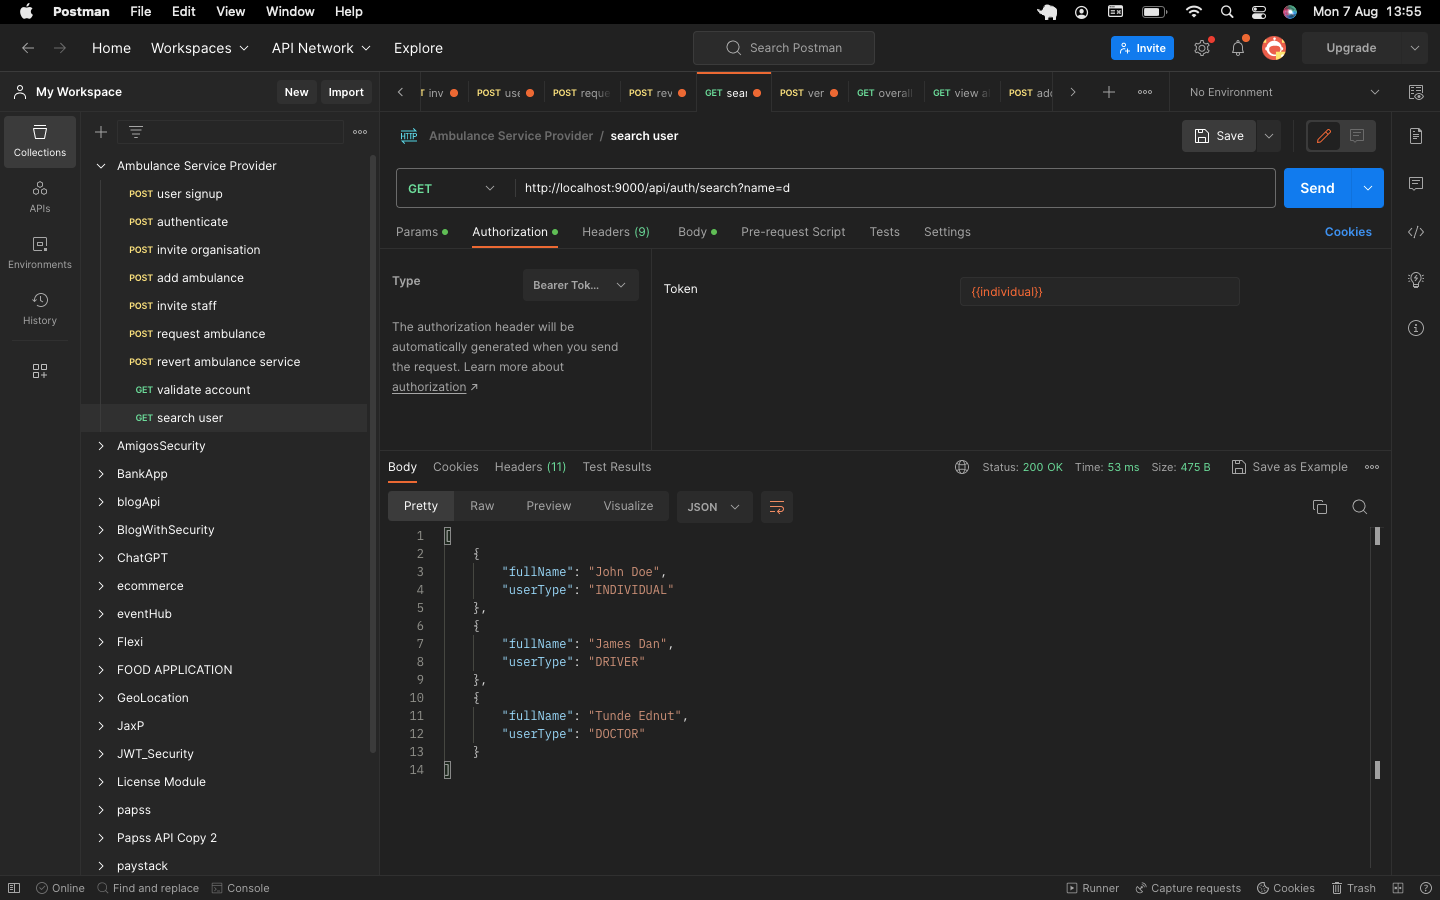 Postman File Edit View Window Help Mon 7 Aug 13:55
Home Workspaces API Network Explore Search Postman Invite Upgrade
My Workspace New Import
inv POST use POST reque POST rev GET sear POST ver GET overall GET view a POST add No Environment
Collections
APIs
Environments
History
Ambulance Service Provider
POST user signup
POST authenticate
POST invite organisation
POST add ambulance
POST invite staff
POST request ambulance
POST revert ambulance service
GET validate account
GET search user
AmigosSecurity
BankApp
blogApi
BlogWithSecurity
ChatGPT
ecommerce
eventHub
Flexi
FOOD APPLICATION
GeoLocation
JaxP
JWT_Security
License Module
papss
Papss API Copy 2
paystack
HTTP Ambulance Service Provider / search user Save
GET http://localhost:9000/api/auth/search?name=d Send
Params Authorization Headers (9) Body Pre-request Script Tests Settings Cookies
Type Bearer Tok...
The authorization header will be
automatically generated when you send
the request. Learn more about
authorization ↗
Token {{individual}}
Body Cookies Headers (11) Test Results Status: 200 OK Time: 53 ms Size: 475 B Save as Example
Pretty Raw Preview Visualize JSON
1 [
2 {
3 "fullName": "John Doe",
4 "userType": "INDIVIDUAL"
5 },
6 {
7 "fullName": "James Dan",
8 "userType": "DRIVER"
9 },
10 {
11 "fullName": "Tunde Ednut",
12 "userType": "DOCTOR"
13 }
14 ]
Online Find and replace Console Runner Capture requests Cookies Trash